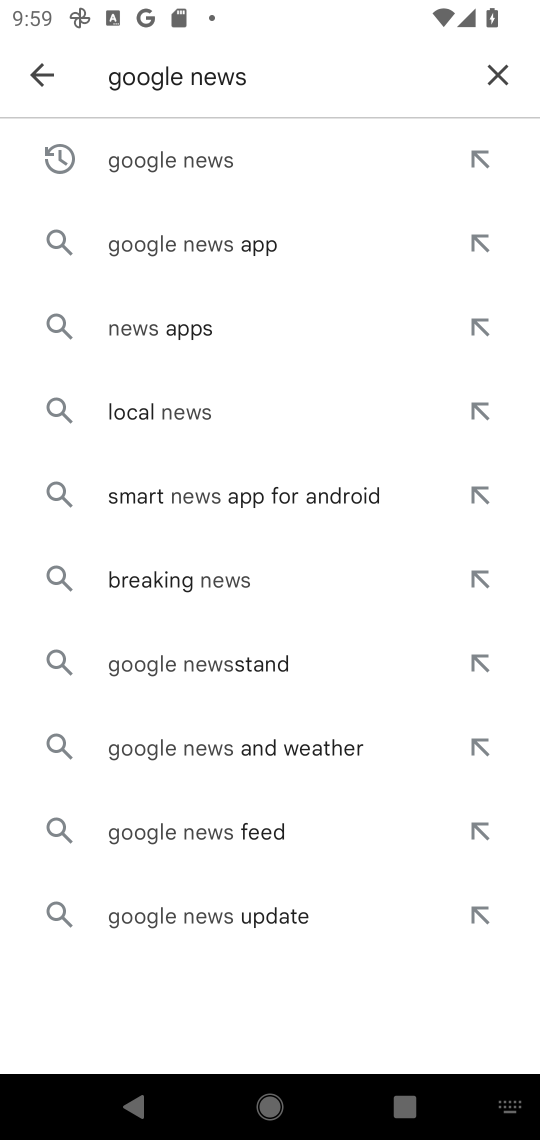 9:59
google news
google news
google news app
news apps
local news
smart news app for android
breaking news
google newsstand
google news and weather
google news feed
google news update